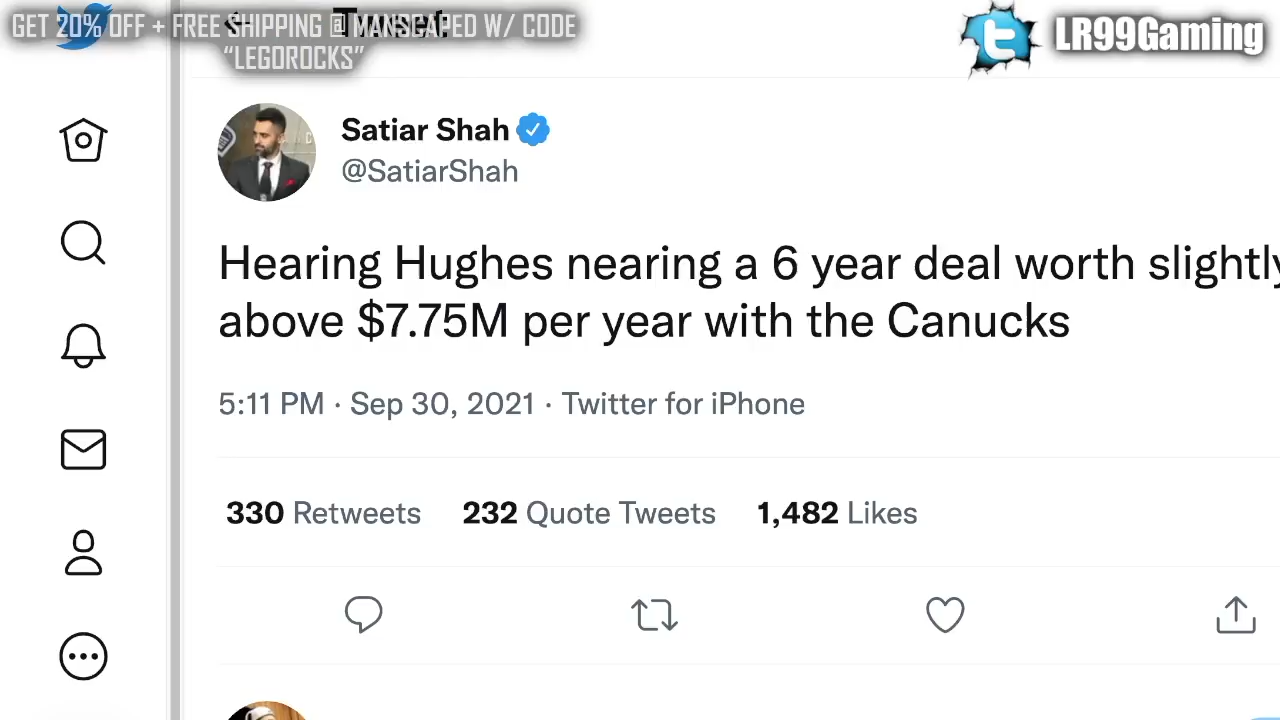 GET 20% OFF + FREE SHIPPING @ MANSCAPED W/ CODE
"LEGOROCKS"
Tweet
LR99Gaming
Satiar Shah
@SatiarShah
Hearing Hughes nearing a 6 year deal worth slightly
above $7.75M per year with the Canucks
5:11 PM · Sep 30, 2021 · Twitter for iPhone
330 Retweets 232 Quote Tweets 1,482 Likes